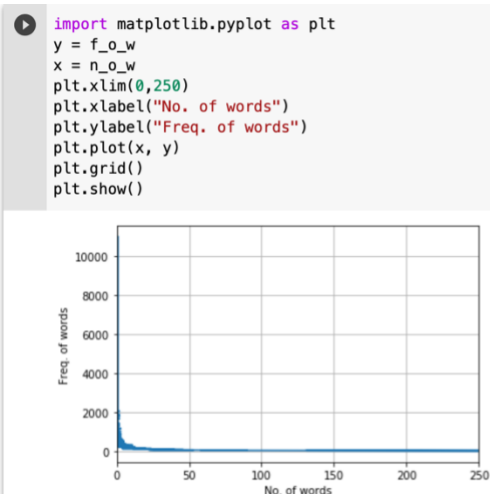 import matplotlib.pyplot as plt
y = f_o_w
x = n_o_w
plt.xlim(0,250)
plt.xlabel("No. of words")
plt.ylabel("Freq. of words")
plt.plot(x, y)
plt.grid()
plt.show()
10000
8000
6000
4000
2000
0
Freq. of words
0 50 100 150 200 250
No. of words